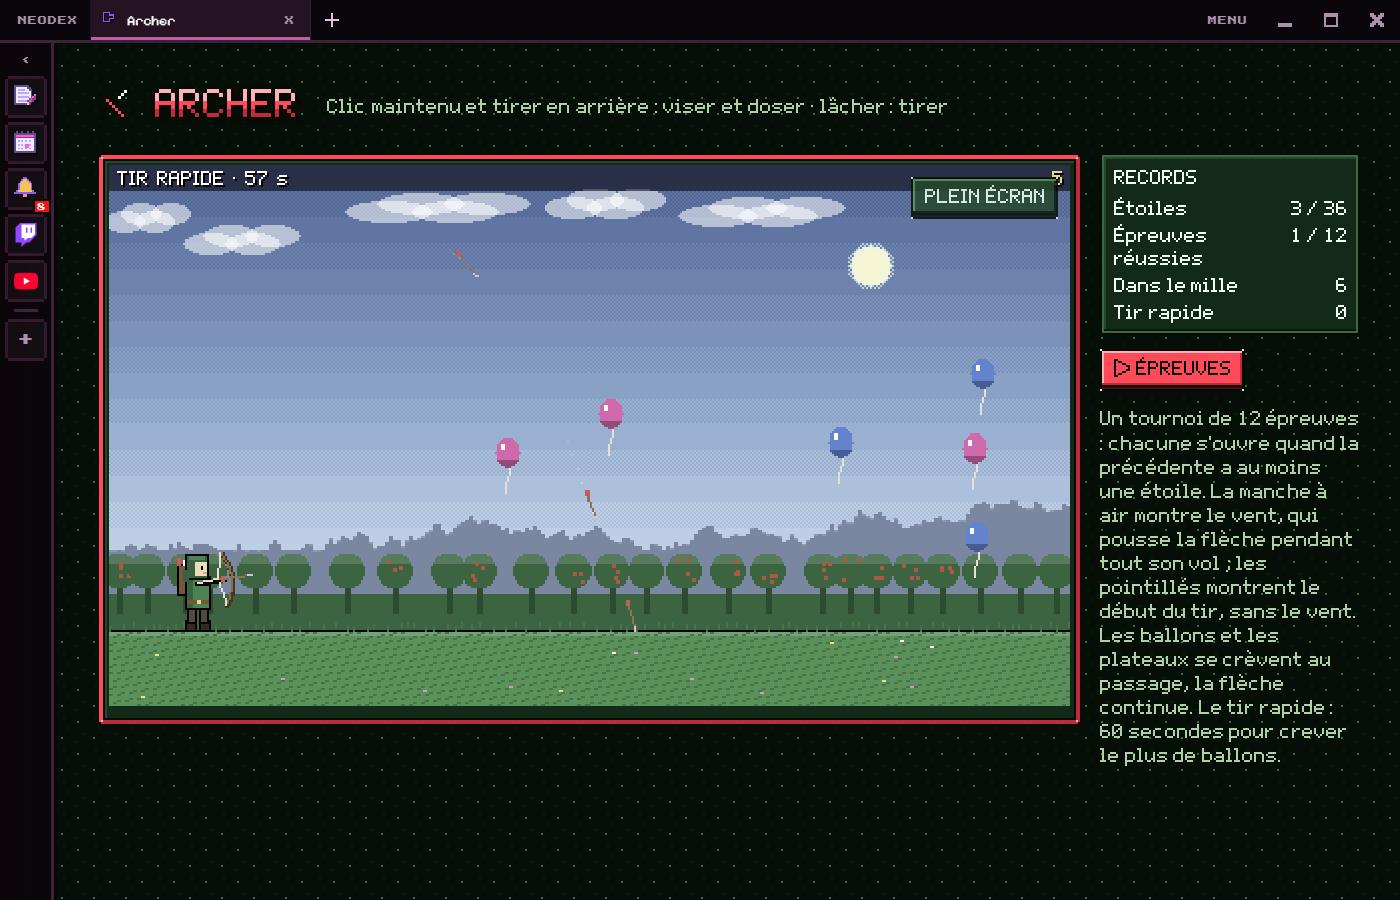 NEODEX
Archer
MENU
ARCHER
Clic maintenu et tirer en arrière : viser et doser · lâcher : tirer
TIR RAPIDE · 57 s
5
PLEIN ÉCRAN
RECORDS
Étoiles 3 / 36
Épreuves réussies 1 / 12
Dans le mille 6
Tir rapide 0
ÉPREUVES
Un tournoi de 12 épreuves
: chacune s'ouvre quand la
précédente a au moins
une étoile. La manche à
air montre le vent, qui
pousse la flèche pendant
tout son vol ; les
pointillés montrent le
début du tir, sans le vent.
Les ballons et les
plateaux se crèvent au
passage, la flèche
continue. Le tir rapide :
60 secondes pour crever
le plus de ballons.